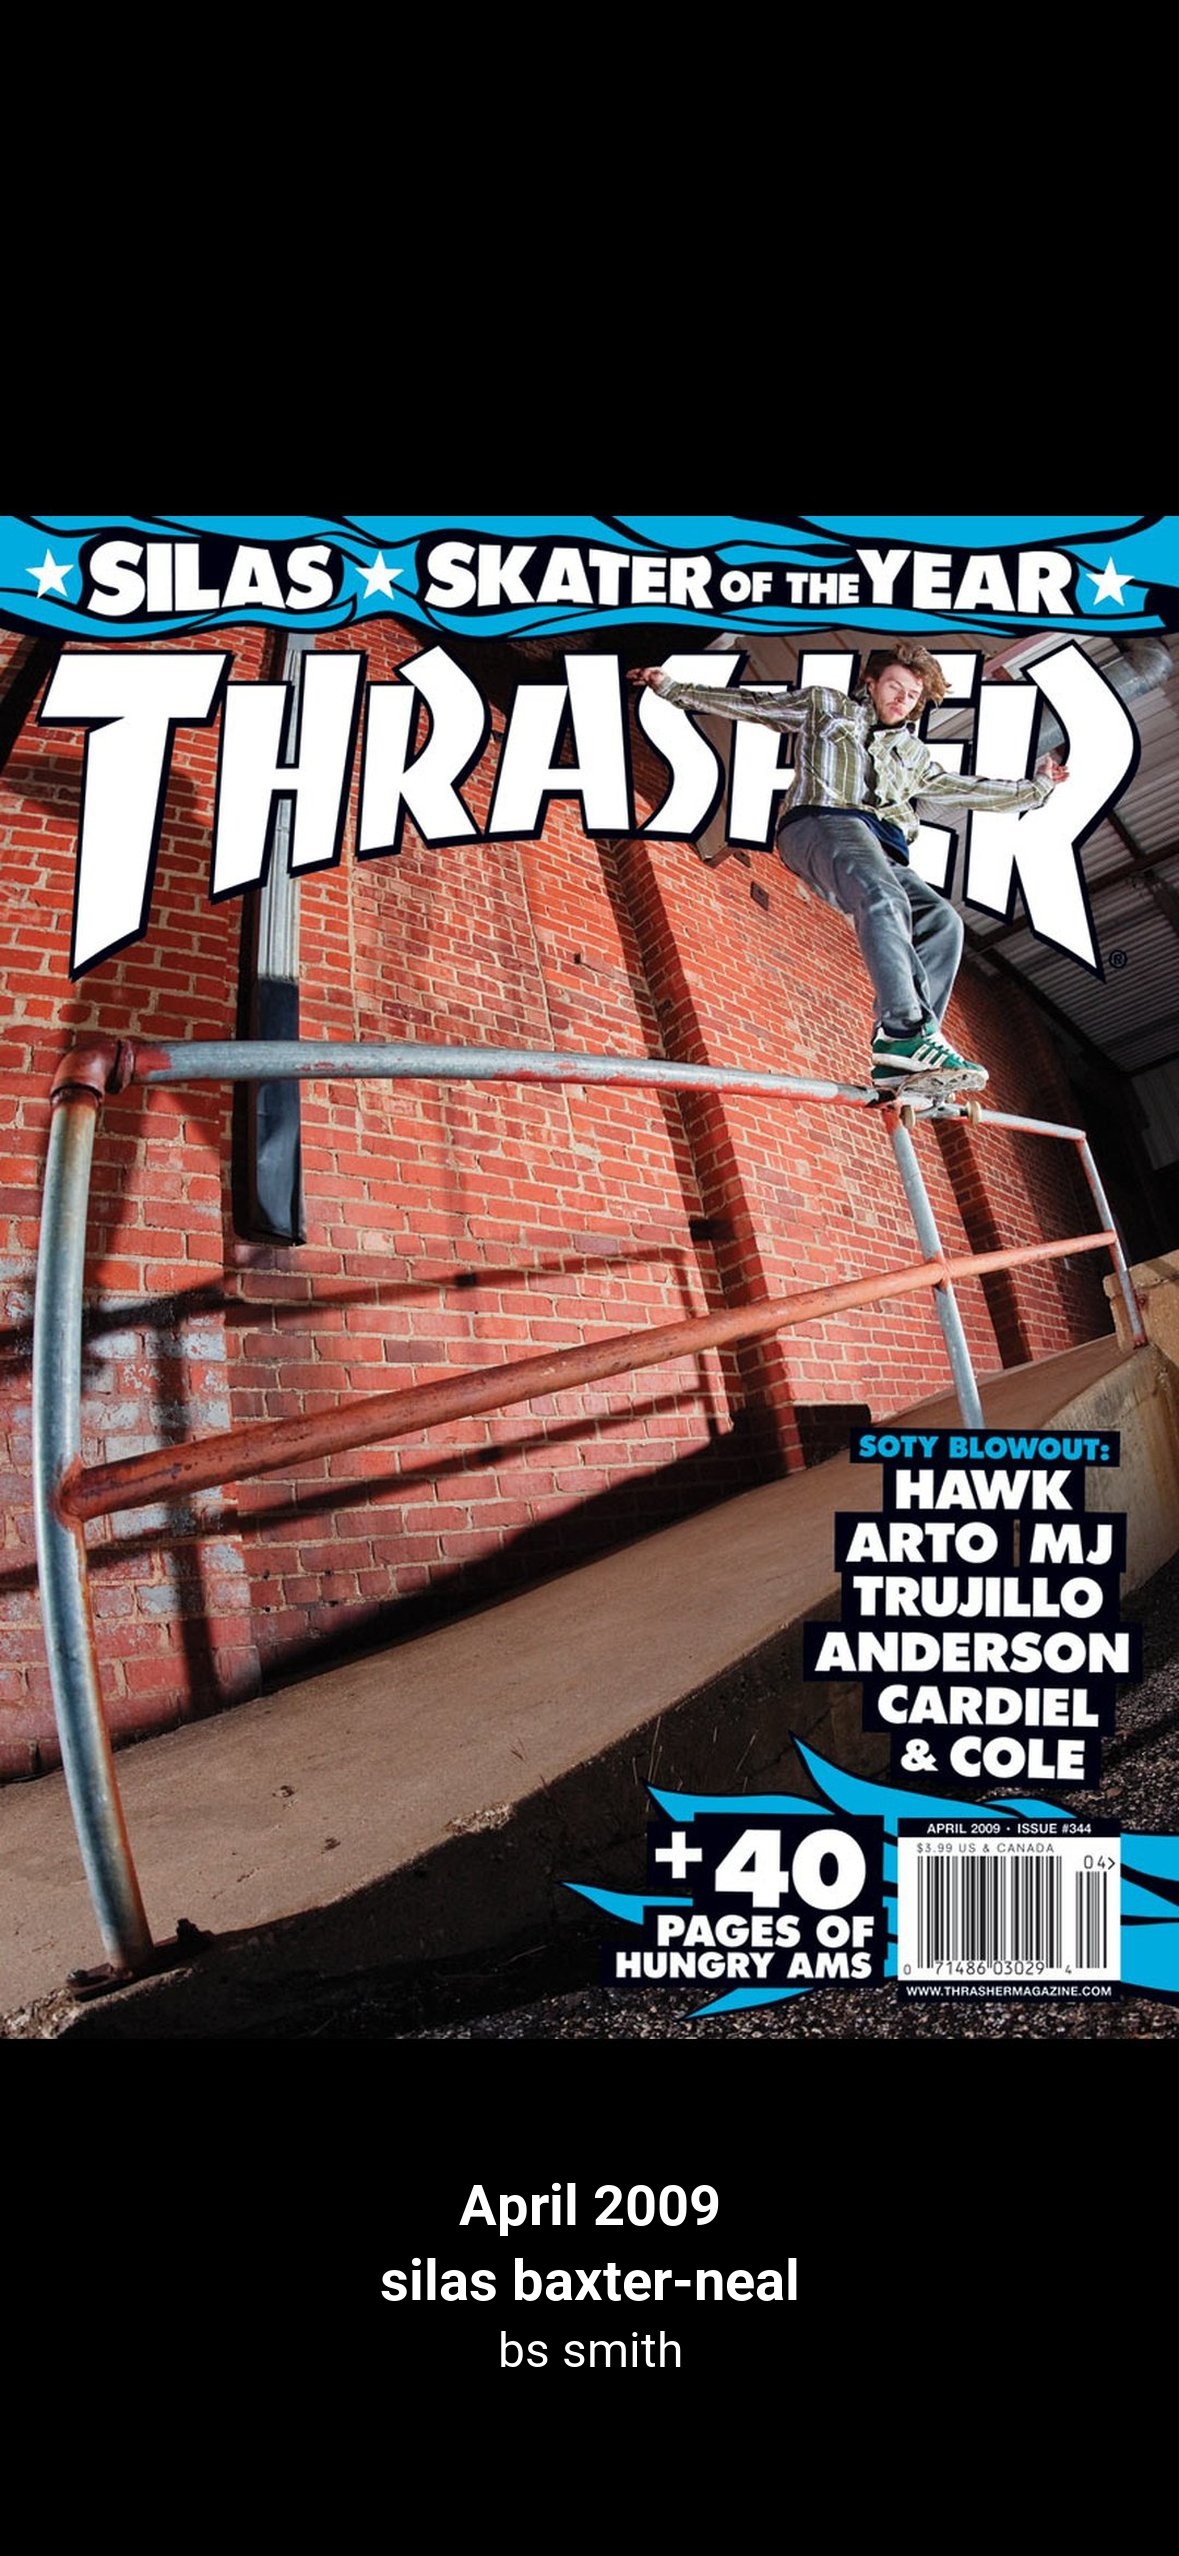 ★ SILAS ★ SKATER OF THE YEAR ★
THRASHER®
SOTY BLOWOUT:
HAWK
ARTO | MJ
TRUJILLO
ANDERSON
CARDIEL
& COLE
+40
PAGES OF
HUNGRY AMS
APRIL 2009 • ISSUE #344
$3.99 US & CANADA
04>
0 71486 03029 4
WWW.THRASHERMAGAZINE.COM
April 2009
silas baxter-neal
bs smith